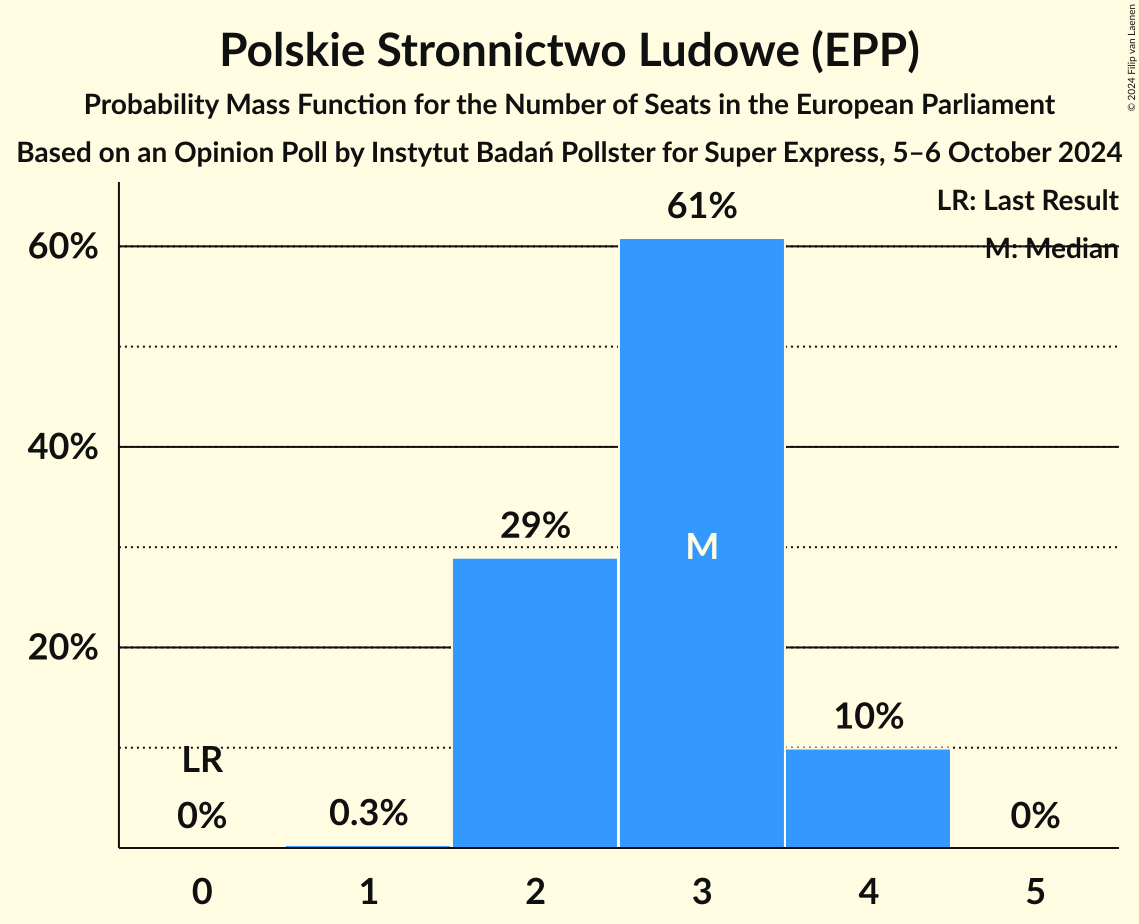 Polskie Stronnictwo Ludowe (EPP)
Probability Mass Function for the Number of Seats in the European Parliament
Based on an Opinion Poll by Instytut Badań Pollster for Super Express, 5–6 October 2024
© 2024 Filip van Laenen
LR: Last Result
M: Median
61%
60%
40%
29%
M
20%
10%
LR
0%
0.3%
0%
0 1 2 3 4 5